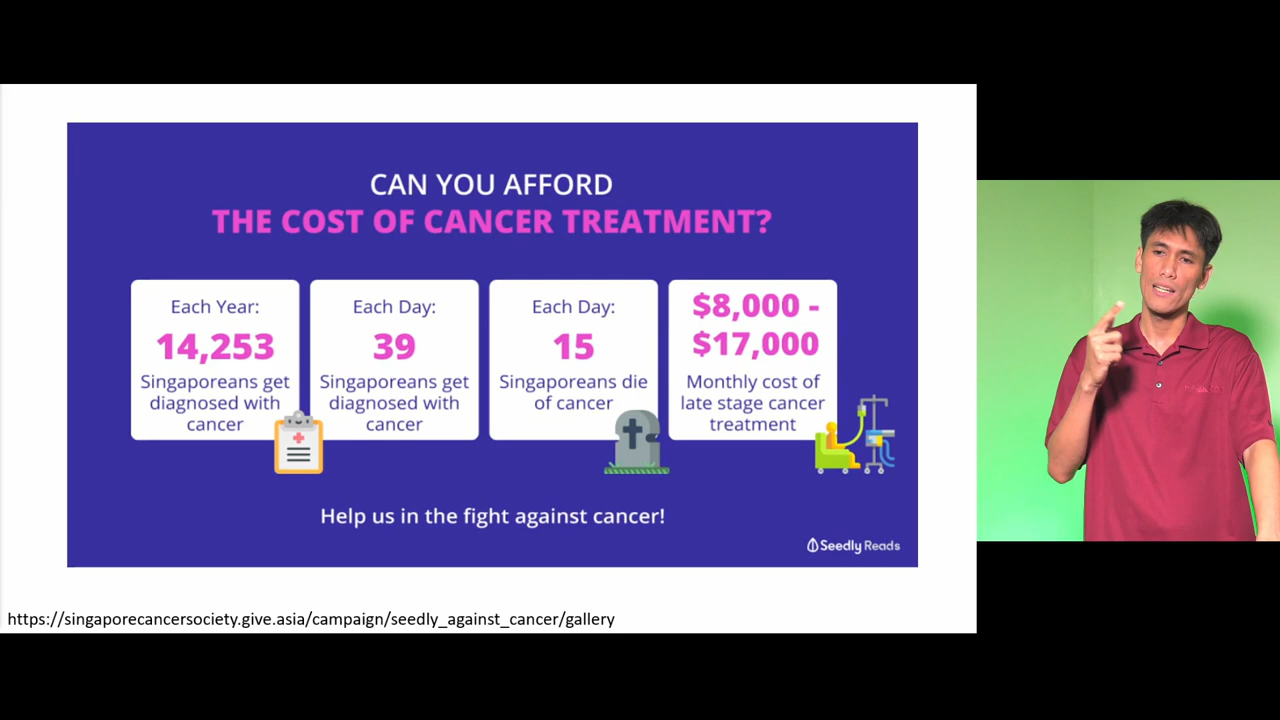 CAN YOU AFFORD
THE COST OF CANCER TREATMENT?
Each Year:
14,253
Singaporeans get
diagnosed with
cancer
Each Day:
39
Singaporeans get
diagnosed with
cancer
Each Day:
15
Singaporeans die
of cancer
$8,000 -
$17,000
Monthly cost of
late stage cancer
treatment
Help us in the fight against cancer!
Seedly Reads
https://singaporecancersociety.give.asia/campaign/seedly_against_cancer/gallery